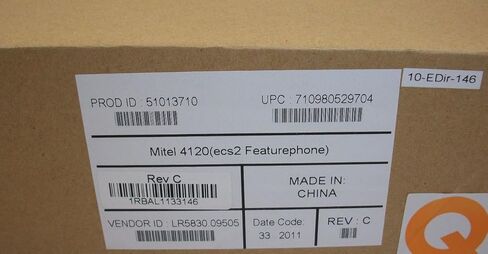 10-EDir-146
PROD ID : 51013710
UPC : 710980529704
Mitel 4120(ecs2 Featurephone)
Rev C
1RBAL1133146
MADE IN:
CHINA
VENDOR ID : LR5830 09505
Date Code:
33 2011
REV : C
Q